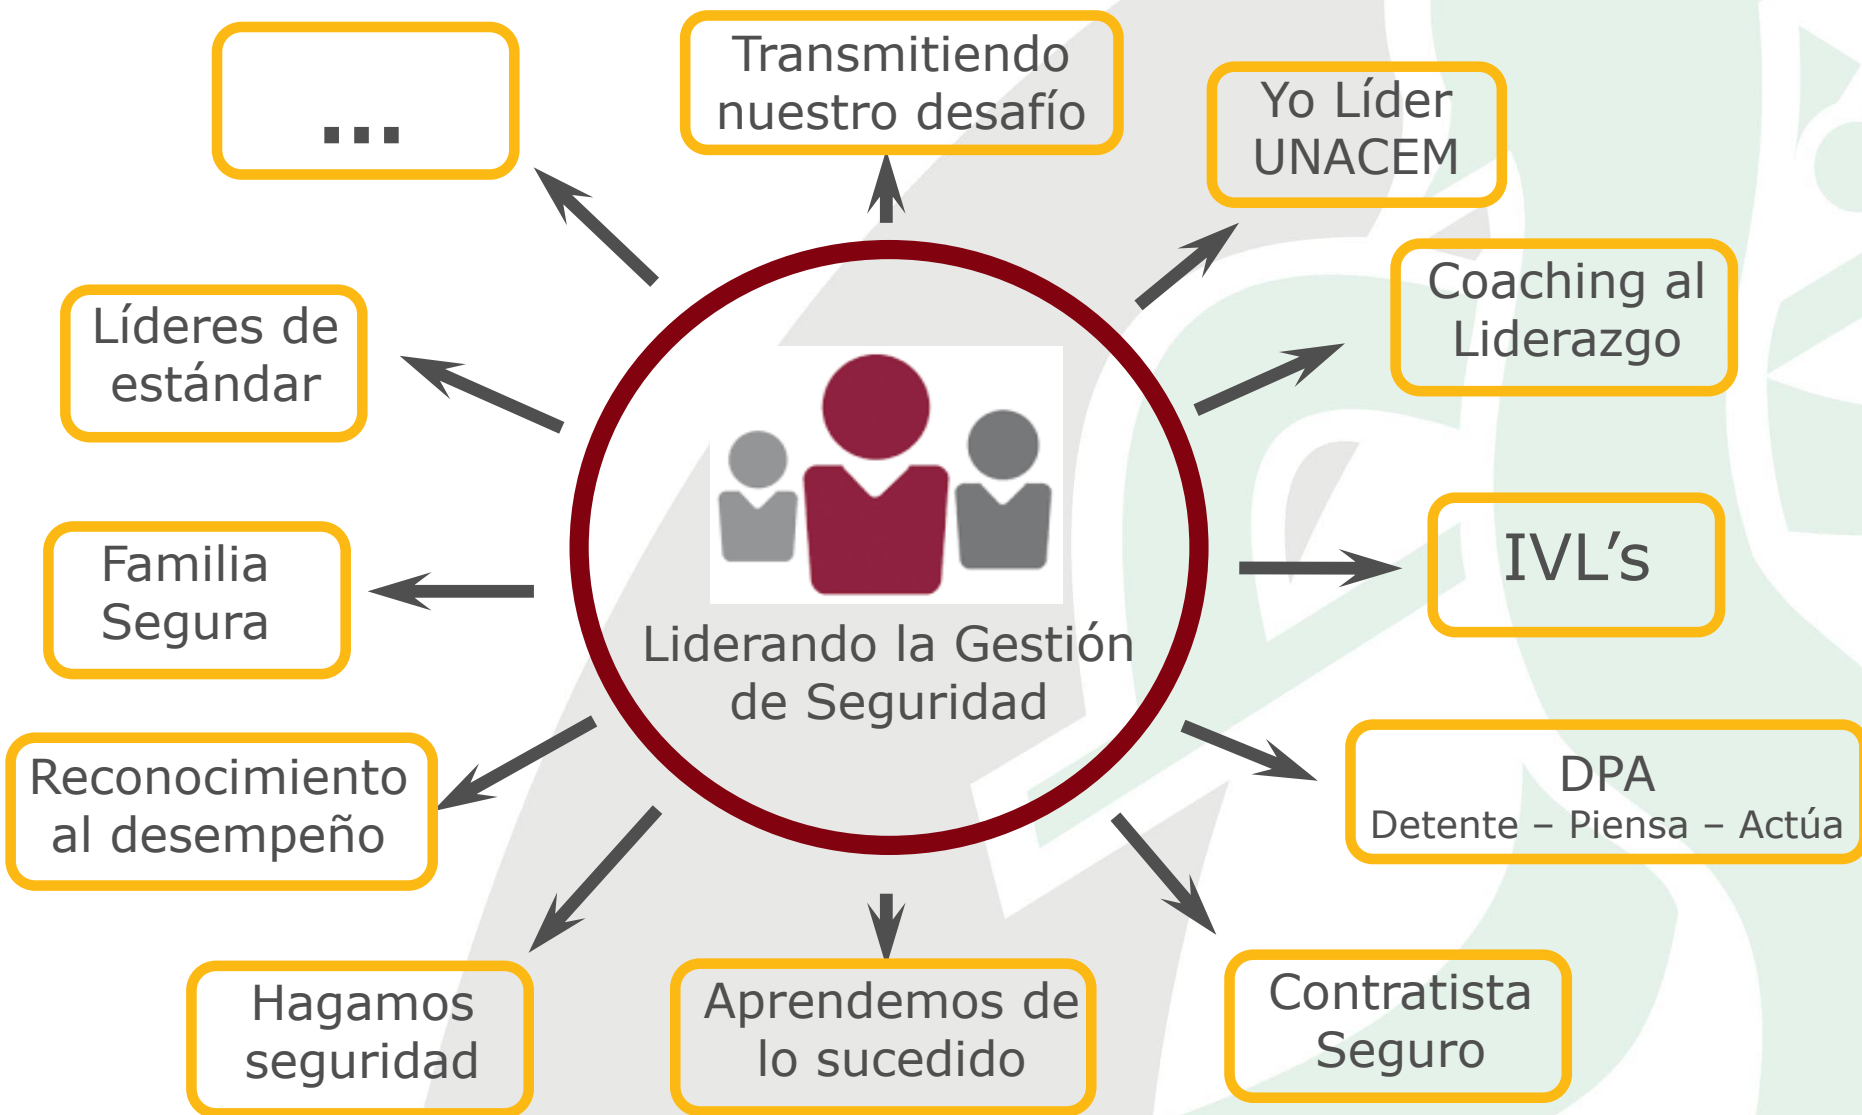 ...
Transmitiendo
nuestro desafío
Yo Líder
UNACEM
Coaching al
Liderazgo
Líderes de
estándar
IVL’s
Familia
Segura
Liderando la Gestión
de Seguridad
DPA
Detente – Piensa – Actúa
Reconocimiento
al desempeño
Hagamos
seguridad
Aprendemos de
lo sucedido
Contratista
Seguro